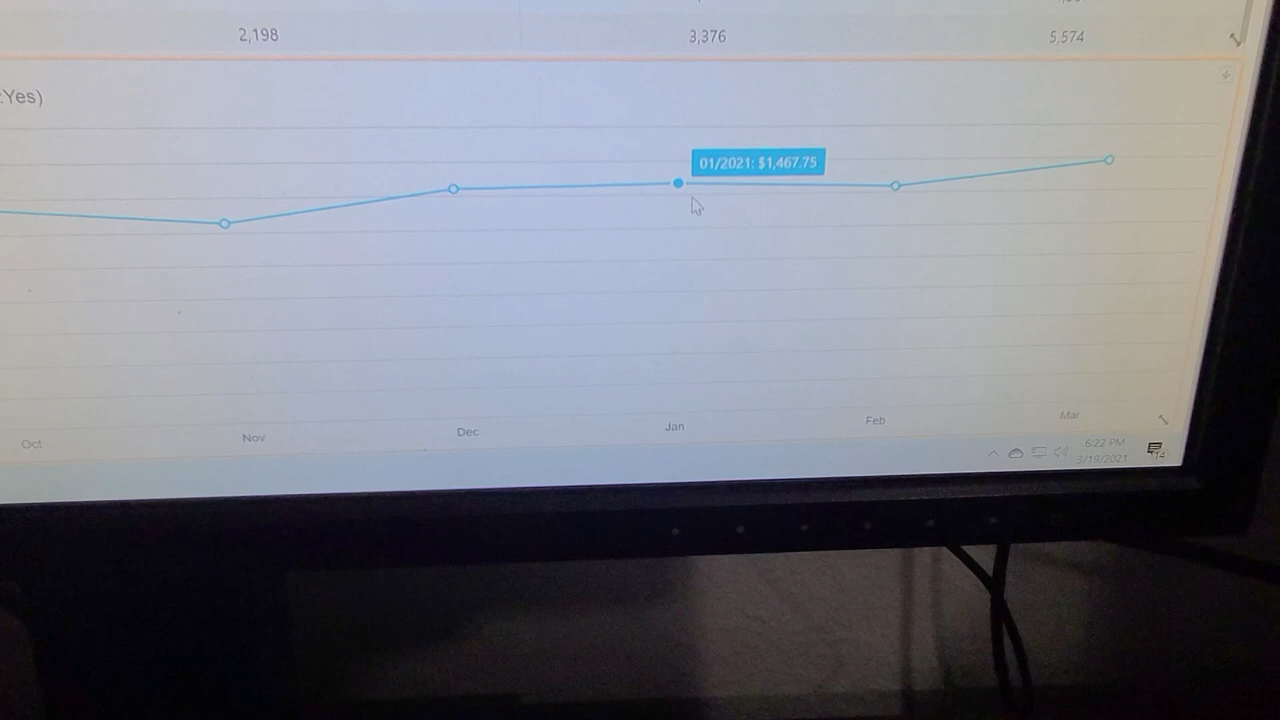 2,198 3,376 5,574
:Yes)
01/2021: $1,467.75
Oct Nov Dec Jan Feb Mar
6:22 PM
3/19/2021
14